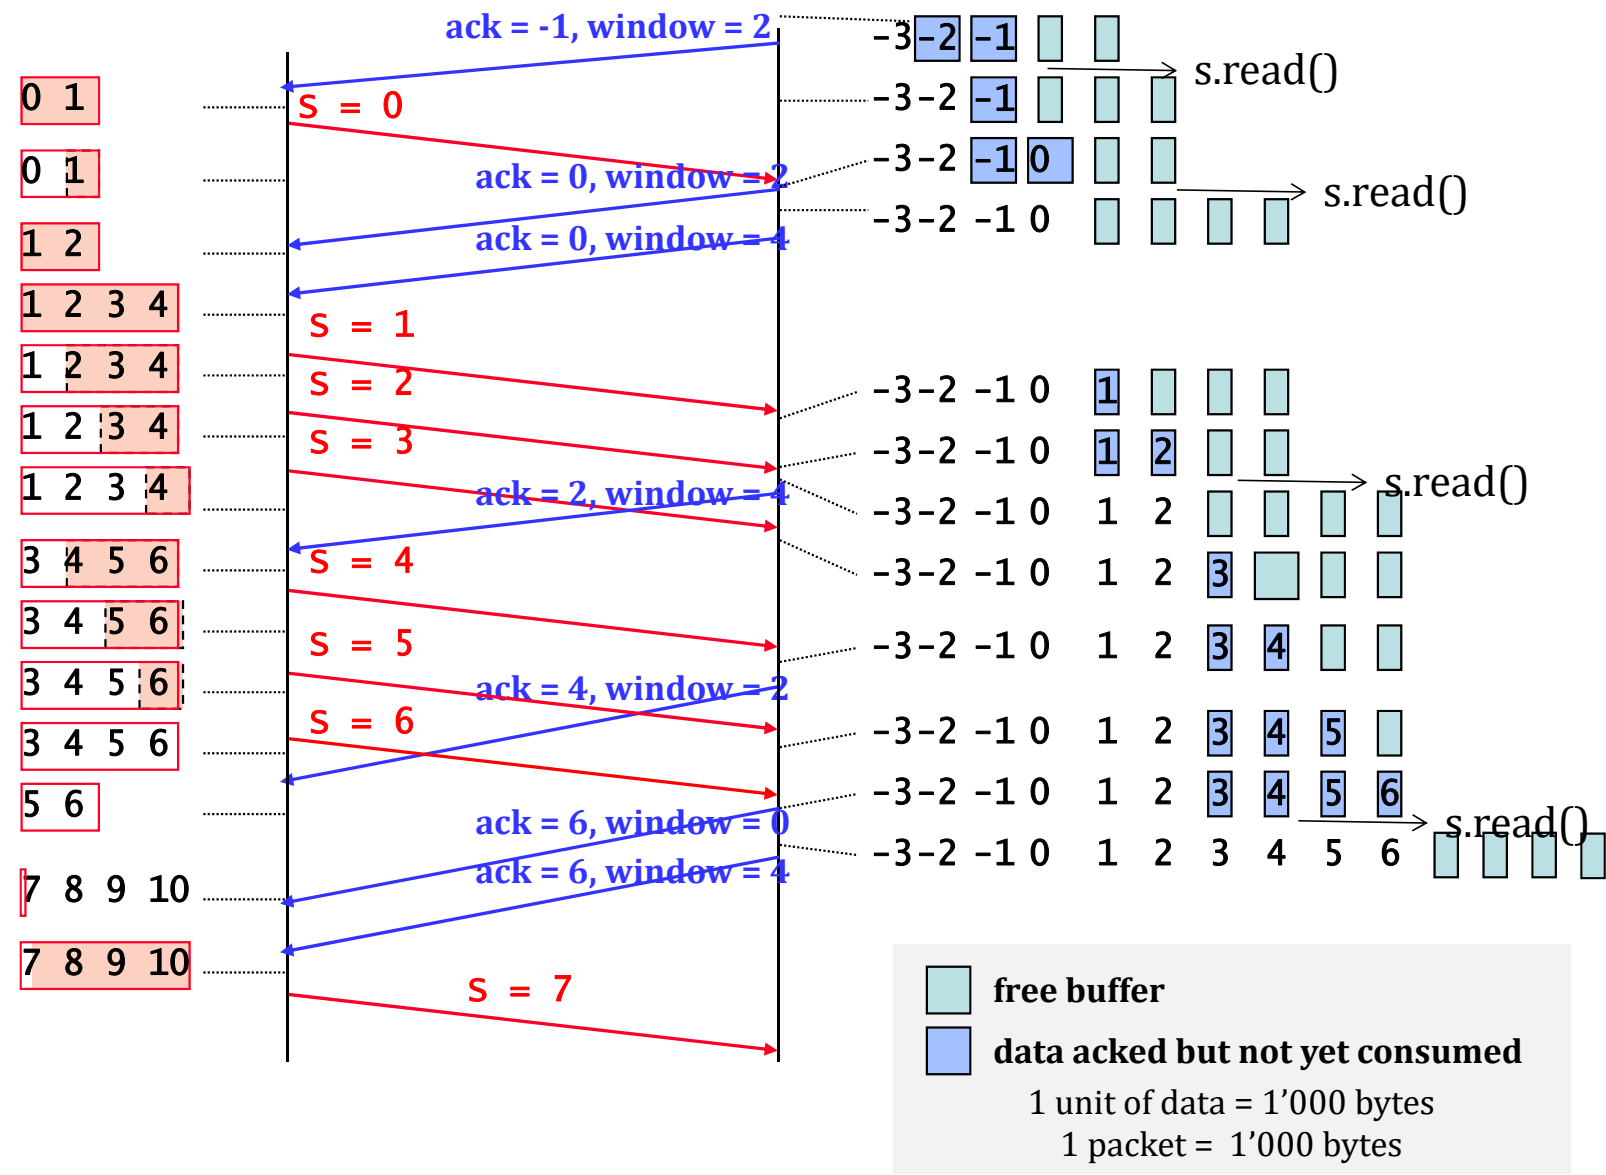 ack = -1, window = 2
-3 -2 -1
s.read()
0 1
S = 0
-3 -2 -1
0 1
ack = 0, window = 2
-3 -2 -1 0
s.read()
1 2
ack = 0, window = 4
-3 -2 -1 0
1 2 3 4
S = 1
1 2 3 4
S = 2
-3 -2 -1 0 1
1 2 3 4
S = 3
-3 -2 -1 0 1 2
s.read()
1 2 3 4
ack = 2, window = 4
-3 -2 -1 0 1 2
3 4 5 6
S = 4
-3 -2 -1 0 1 2 3
3 4 5 6
S = 5
-3 -2 -1 0 1 2 3 4
3 4 5 6
ack = 4, window = 2
S = 6
3 4 5 6
-3 -2 -1 0 1 2 3 4 5
5 6
-3 -2 -1 0 1 2 3 4 5 6
ack = 6, window = 0
s.read()
-3 -2 -1 0 1 2 3 4 5 6
7 8 9 10
ack = 6, window = 4
7 8 9 10
S = 7
free buffer
data acked but not yet consumed
1 unit of data = 1’000 bytes
1 packet = 1’000 bytes